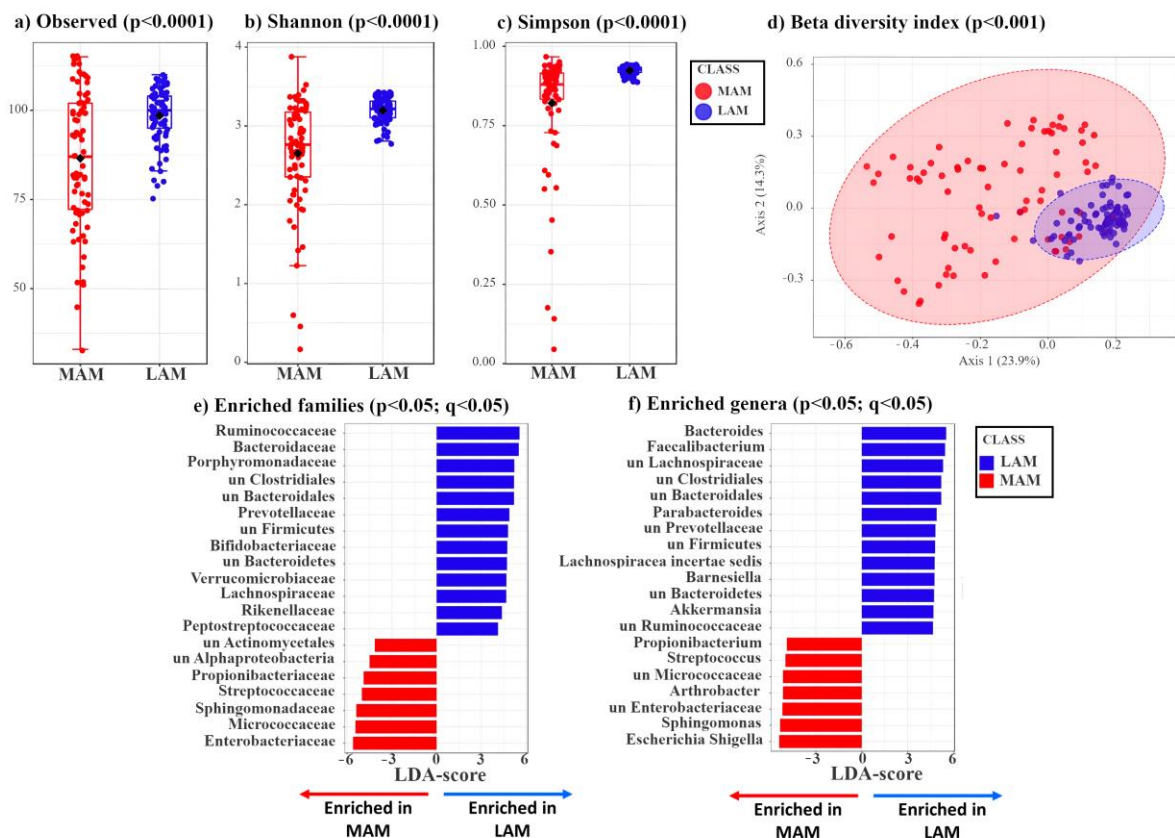 a) Observed (p<0.0001)
100
75
50
MAM
LAM
b) Shannon (p<0.0001)
4
3
2
1
0
MAM
LAM
c) Simpson (p<0.0001)
1.00
0.75
0.50
0.25
0.00
MAM
LAM
CLASS
MAM
LAM
d) Beta diversity index (p<0.001)
Axis 2 (14.3%)
0.6
0.3
0.0
-0.3
-0.6
-0.4
-0.2
0.0
0.2
Axis 1 (23.9%)
e) Enriched families (p<0.05; q<0.05)
Ruminococcaceae
Bacteroidaceae
Porphyromonadaceae
un Clostridiales
un Bacteroidales
Prevotellaceae
un Firmicutes
Bifidobacteriaceae
un Bacteroidetes
Verrucomicrobiaceae
Lachnospiraceae
Rikenellaceae
Peptostreptococcaceae
un Actinomycetales
un Alphaproteobacteria
Propionibacteriaceae
Streptococcaceae
Sphingomonadaceae
Micrococcaceae
Enterobacteriaceae
-6
-3
0
3
6
LDA-score
Enriched in
MAM
Enriched in
LAM
f) Enriched genera (p<0.05; q<0.05)
Bacteroides
Faecalibacterium
un Lachnospiraceae
un Clostridiales
un Bacteroidales
Parabacteroides
un Prevotellaceae
un Firmicutes
Lachnospiracea incertae sedis
Barnesiella
un Bacteroidetes
Akkermansia
un Ruminococcaceae
Propionibacterium
Streptococcus
un Micrococcaceae
Arthrobacter
un Enterobacteriaceae
Sphingomonas
Escherichia Shigella
-3
0
3
6
LDA-score
Enriched in
MAM
Enriched in
LAM
CLASS
LAM
MAM